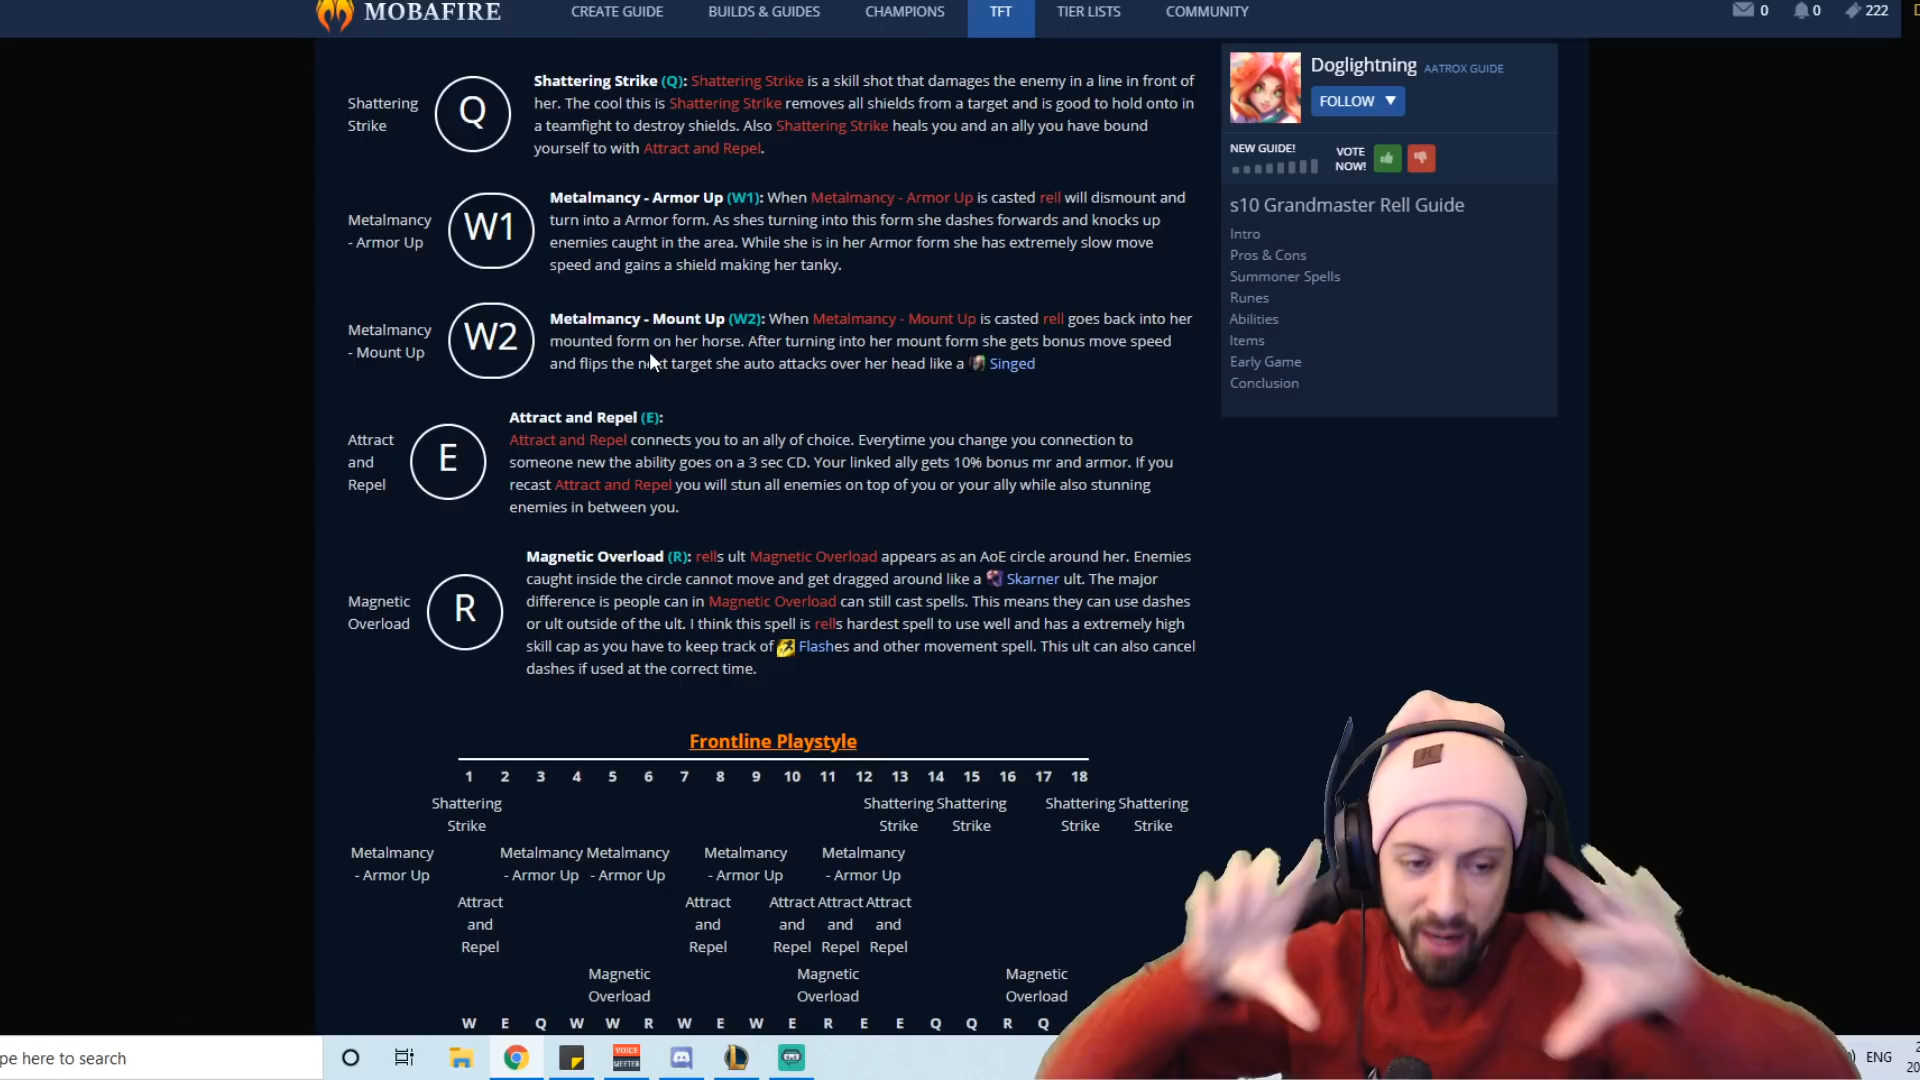 MOBAFIRE
CREATE GUIDE
BUILDS & GUIDES
CHAMPIONS
TFT
TIER LISTS
COMMUNITY
0
0
222
Shattering
Strike
Q
Shattering Strike (Q): Shattering Strike is a skill shot that damages the enemy in a line in front of
her. The cool this is Shattering Strike removes all shields from a target and is good to hold onto in
a teamfight to destroy shields. Also Shattering Strike heals you and an ally you have bound
yourself to with Attract and Repel.
Metalmancy
- Armor Up
W1
Metalmancy - Armor Up (W1): When Metalmancy - Armor Up is casted rell will dismount and
turn into a Armor form. As shes turning into this form she dashes forwards and knocks up
enemies caught in the area. While she is in her Armor form she has extremely slow move
speed and gains a shield making her tanky.
Metalmancy
- Mount Up
W2
Metalmancy - Mount Up (W2): When Metalmancy - Mount Up is casted rell goes back into her
mounted form on her horse. After turning into her mount form she gets bonus move speed
and flips the next target she auto attacks over her head like a Singed
Attract
and
Repel
E
Attract and Repel (E):
Attract and Repel connects you to an ally of choice. Everytime you change you connection to
someone new the ability goes on a 3 sec CD. Your linked ally gets 10% bonus mr and armor. If you
recast Attract and Repel you will stun all enemies on top of you or your ally while also stunning
enemies in between you.
Magnetic
Overload
R
Magnetic Overload (R): rells ult Magnetic Overload appears as an AoE circle around her. Enemies
caught inside the circle cannot move and get dragged around like a Skarner ult. The major
difference is people can in Magnetic Overload can still cast spells. This means they can use dashes
or ult outside of the ult. I think this spell is rells hardest spell to use well and has a extremely high
skill cap as you have to keep track of Flashes and other movement spell. This ult can also cancel
dashes if used at the correct time.
Frontline Playstyle
1 2 3 4 5 6 7 8 9 10 11 12 13 14 15 16 17 18
Shattering Shattering Shattering Shattering Shattering
Strike Strike Strike Strike Strike
Metalmancy Metalmancy Metalmancy Metalmancy Metalmancy
- Armor Up - Armor Up - Armor Up - Armor Up - Armor Up
Attract Attract Attract Attract Attract
and and and and and
Repel Repel Repel Repel Repel
Magnetic Magnetic Magnetic
Overload Overload Overload
W E Q W W R W E W E R E E Q Q R Q
Doglightning AATROX GUIDE
FOLLOW
NEW GUIDE!
VOTE
NOW!
s10 Grandmaster Rell Guide
Intro
Pros & Cons
Summoner Spells
Runes
Abilities
Items
Early Game
Conclusion
pe here to search
VOICE
MEETER
ENG